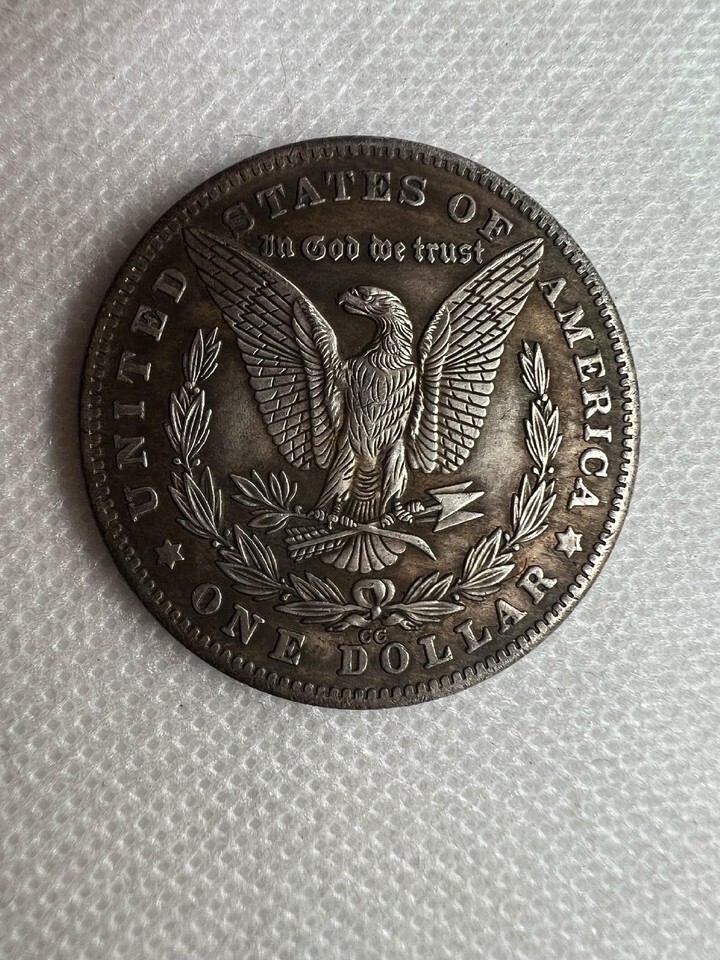 UNITED STATES OF AMERICA
In God we trust
CC
ONE DOLLAR